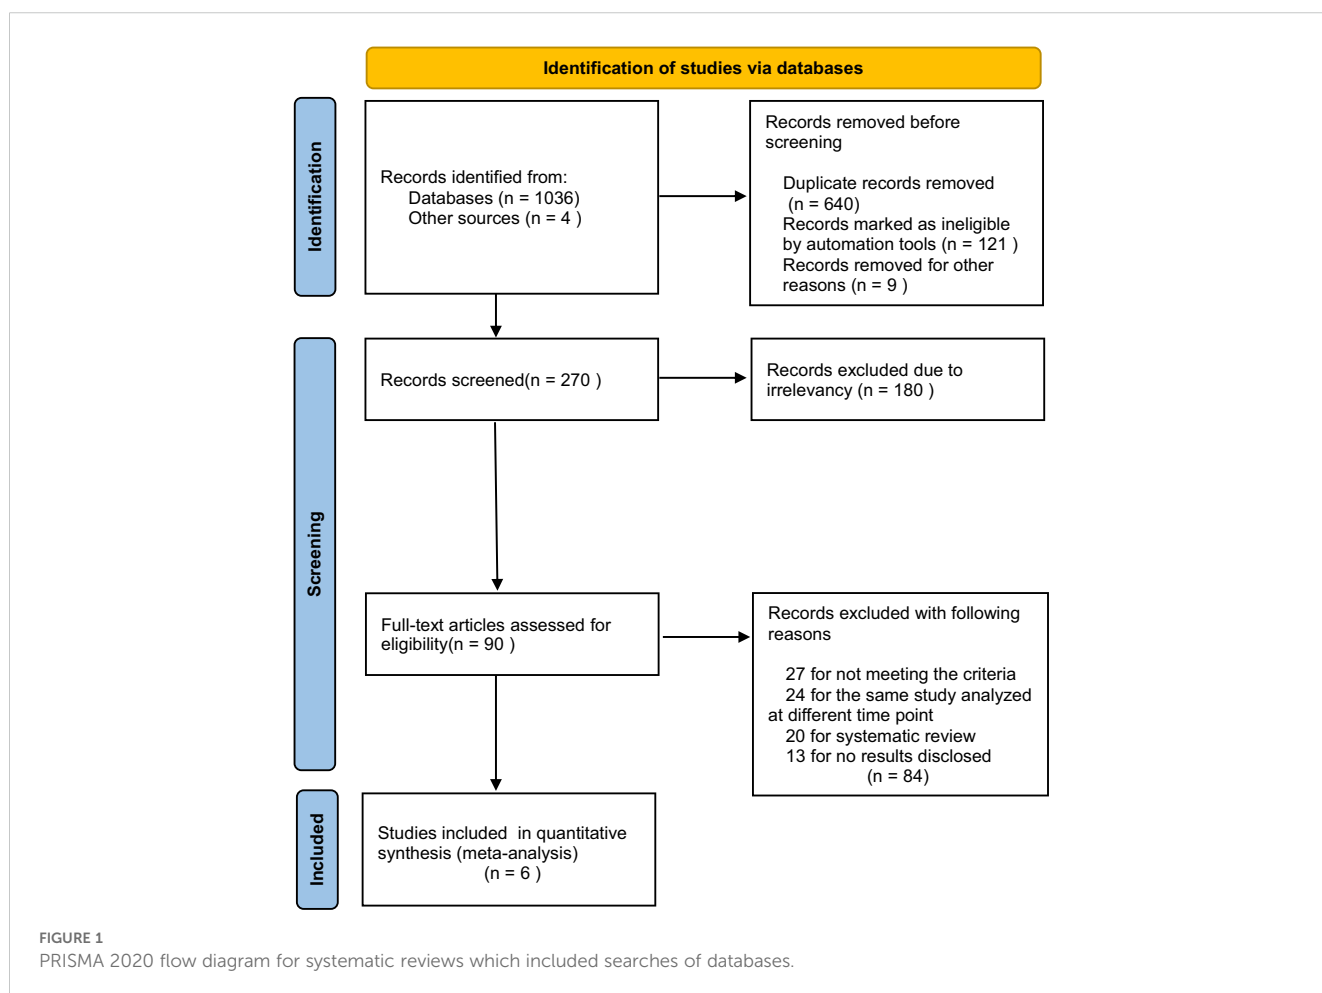 Identification of studies via databases
Identification
Records identified from:
Databases (n = 1036)
Other sources (n = 4 )
Records removed before
screening
Duplicate records removed
(n = 640)
Records marked as ineligible
by automation tools (n = 121 )
Records removed for other
reasons (n = 9 )
Screening
Records screened(n = 270 )
Records excluded due to
irrelevancy (n = 180 )
Full-text articles assessed for
eligibility(n = 90 )
Records excluded with following
reasons
27 for not meeting the criteria
24 for the same study analyzed
at different time point
20 for systematic review
13 for no results disclosed
(n = 84)
Included
Studies included  in quantitative
synthesis (meta-analysis)
(n = 6 )
FIGURE 1
PRISMA 2020 flow diagram for systematic reviews which included searches of databases.